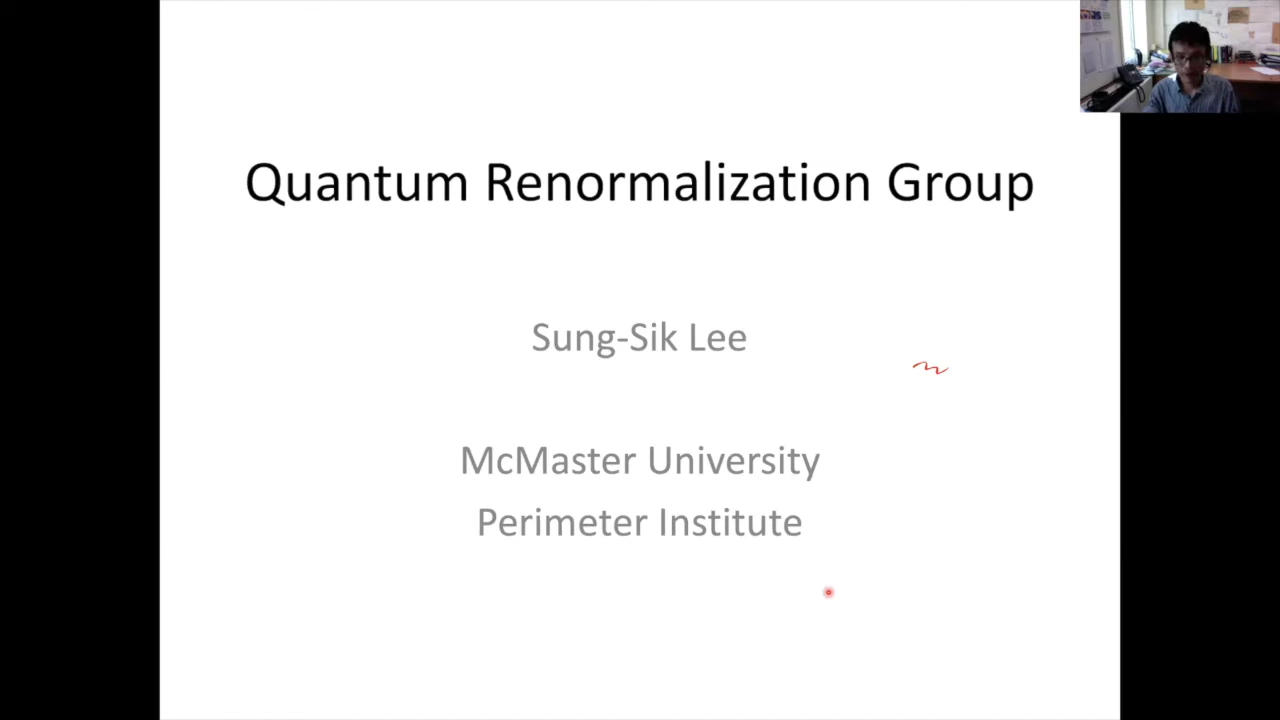 Quantum Renormalization Group
Sung-Sik Lee
McMaster University
Perimeter Institute